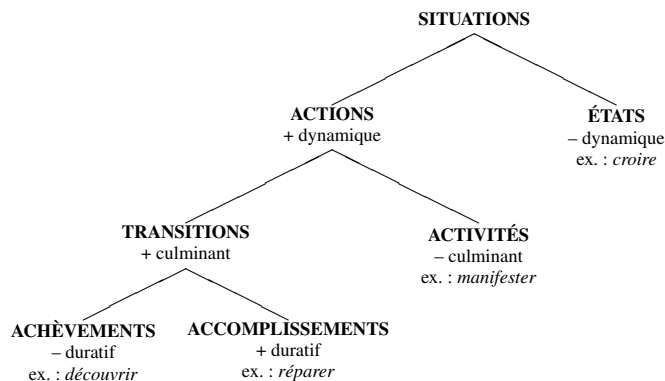 SITUATIONS
ACTIONS
+ dynamique
ÉTATS
– dynamique
ex. : croire
TRANSITIONS
+ culminant
ACTIVITÉS
– culminant
ex. : manifester
ACHÈVEMENTS
– duratif
ex. : découvrir
ACCOMPLISSEMENTS
+ duratif
ex. : réparer